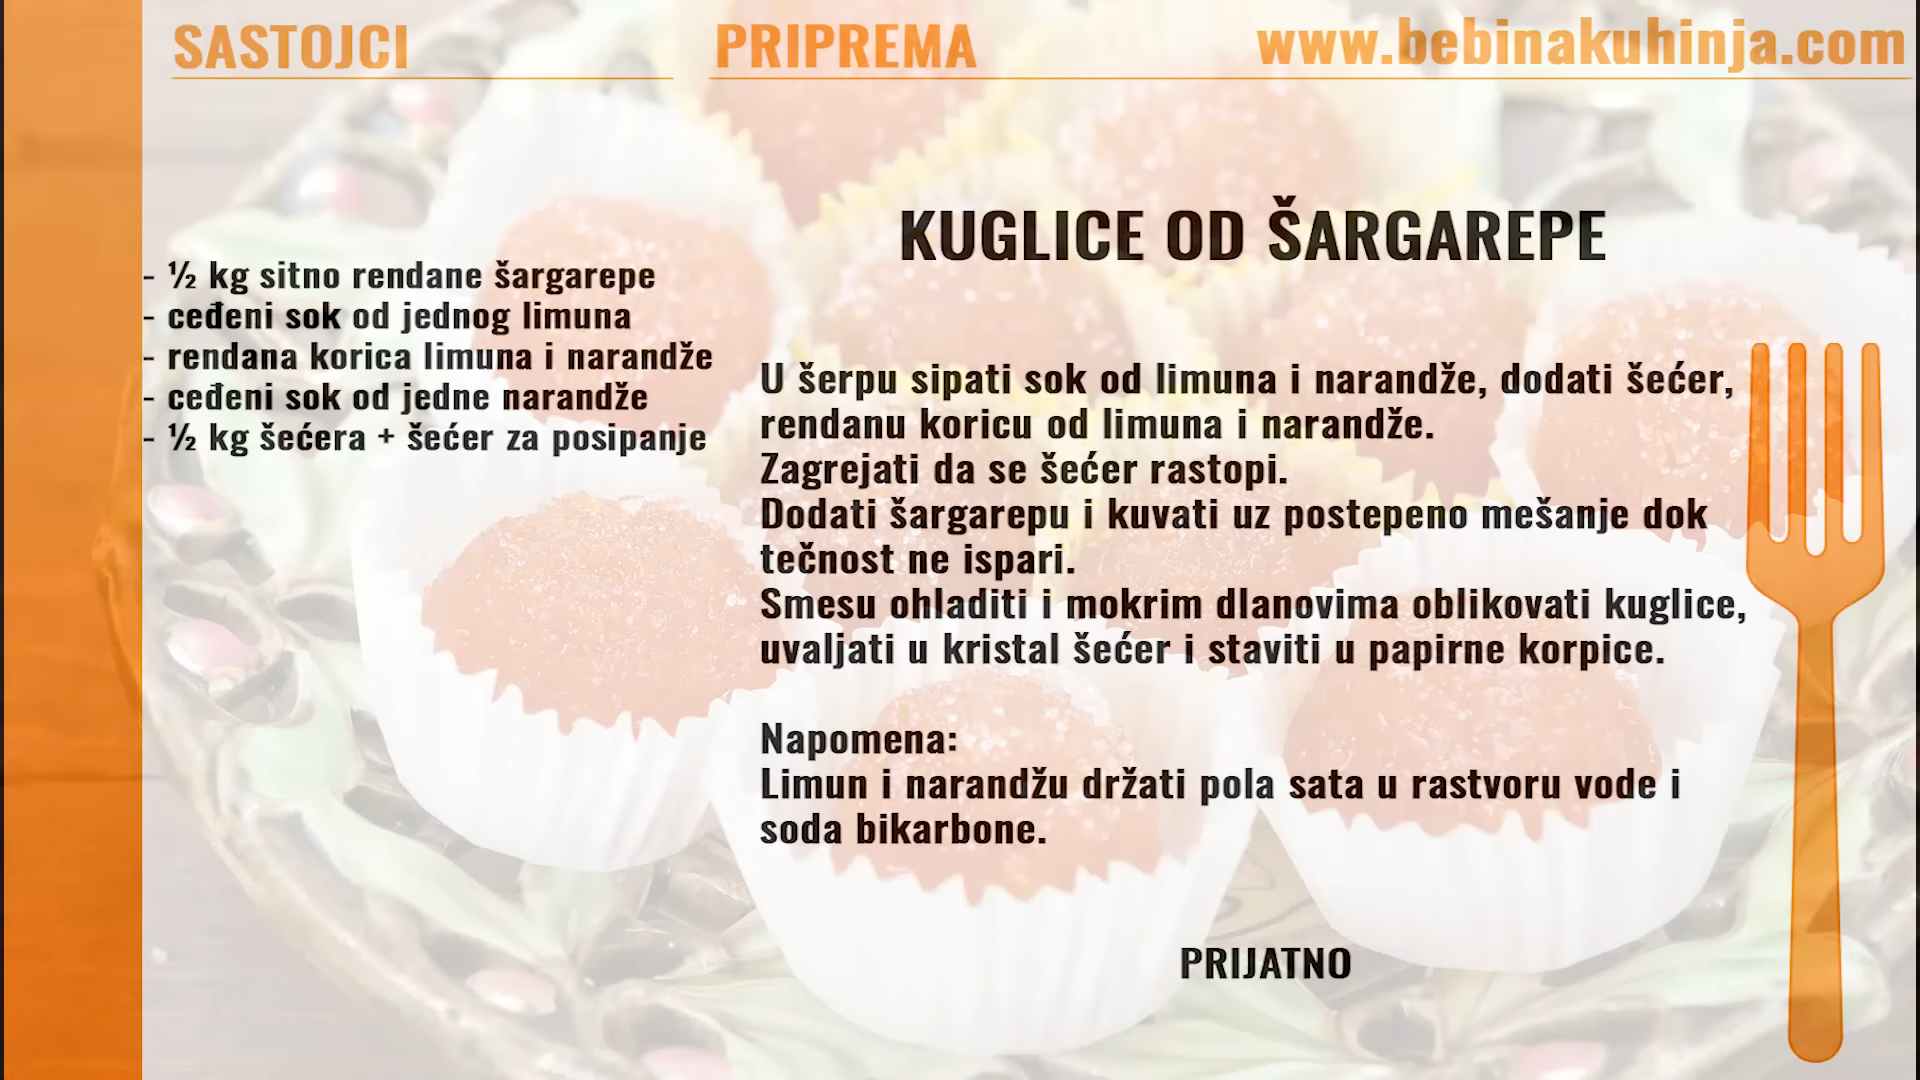 SASTOJCI
PRIPREMA
www.bebinakuhinja.com
- ½ kg sitno rendane šargarepe
- ceđeni sok od jednog limuna
- rendana korica limuna i narandže
- ceđeni sok od jedne narandže
- ½ kg šećera + šećer za posipanje
KUGLICE OD ŠARGAREPE
U šerpu sipati sok od limuna i narandže, dodati šećer,
rendanu koricu od limuna i narandže.
Zagrejati da se šećer rastopi.
Dodati šargarepu i kuvati uz postepeno mešanje dok
tečnost ne ispari.
Smesu ohladiti i mokrim dlanovima oblikovati kuglice,
uvaljati u kristal šećer i staviti u papirne korpice.
Napomena:
Limun i narandžu držati pola sata u rastvoru vode i
soda bikarbone.
PRIJATNO